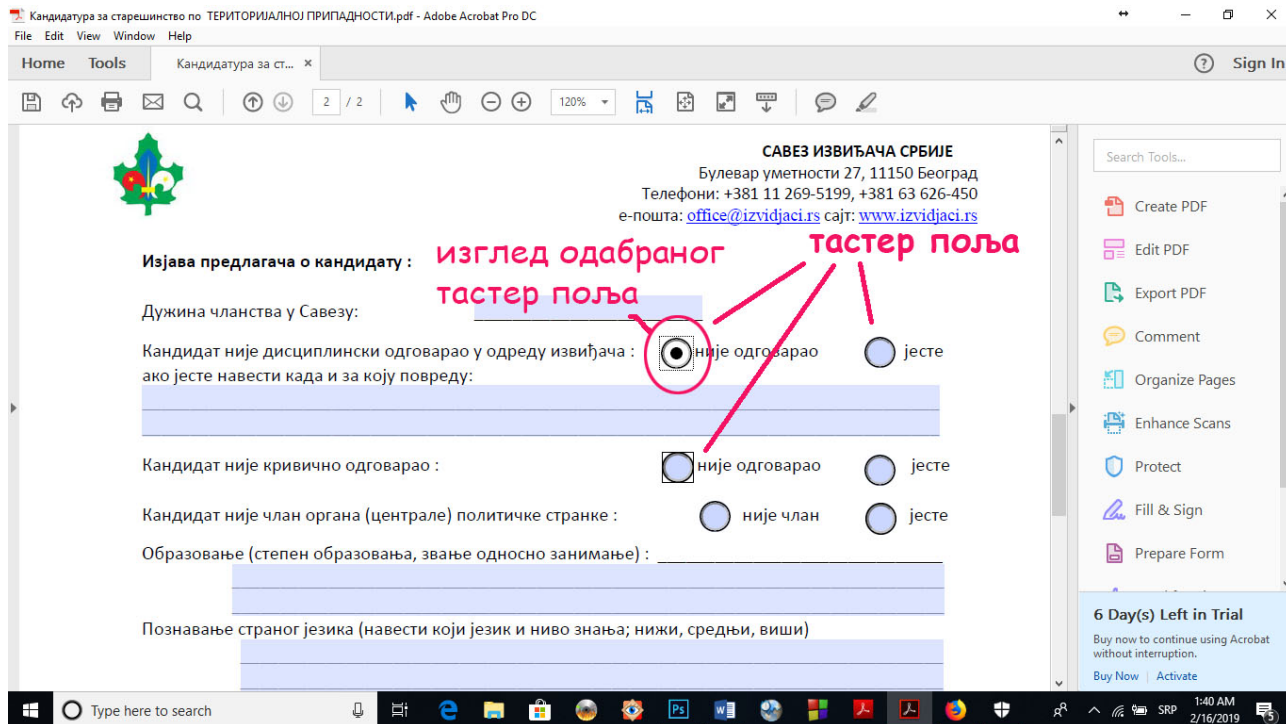 Кандидатура за старешинство по ТЕРИТОРИЈАЛНОЈ ПРИПАДНОСТИ.pdf - Adobe Acrobat Pro DC
File Edit View Window Help
Home Tools Кандидатура за ст... × Sign In
2 / 2 120%
САВЕЗ ИЗВИЂАЧА СРБИЈЕ
Булевар уметности 27, 11150 Београд
Телефони: +381 11 269-5199, +381 63 626-450
е-пошта: office@izvidjaci.rs сајт: www.izvidjaci.rs
изглед одабраног
тастер поља
тастер поља
Изјава предлагача о кандидату :
Дужина чланства у Савезу:
Кандидат није дисциплински одговарао у одреду извиђача : није одговарао јесте
ако јесте навести када и за коју повреду:
Кандидат није кривично одговарао : није одговарао јесте
Кандидат није члан органа (централе) политичке странке : није члан јесте
Образовање (степен образовања, звање односно занимање) :
Познавање страног језика (навести који језик и ниво знања; нижи, средњи, виши)
Search Tools...
Create PDF
Edit PDF
Export PDF
Comment
Organize Pages
Enhance Scans
Protect
Fill & Sign
Prepare Form
6 Day(s) Left in Trial
Buy now to continue using Acrobat
without interruption.
Buy Now Activate
Type here to search
SRP
1:40 AM
2/16/2019